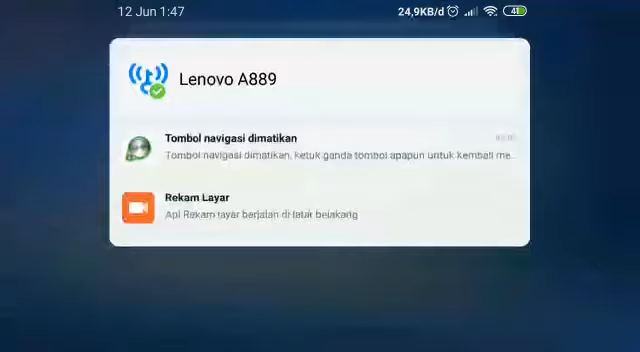 12 Jun 1:47
24,9KB/d
41
Lenovo A889
Tombol navigasi dimatikan
Tombol navigasi dimatikan, ketuk ganda tombol apapun untuk kembali me..
Rekam Layar
Api Rekam layar berjalan di latar belakang